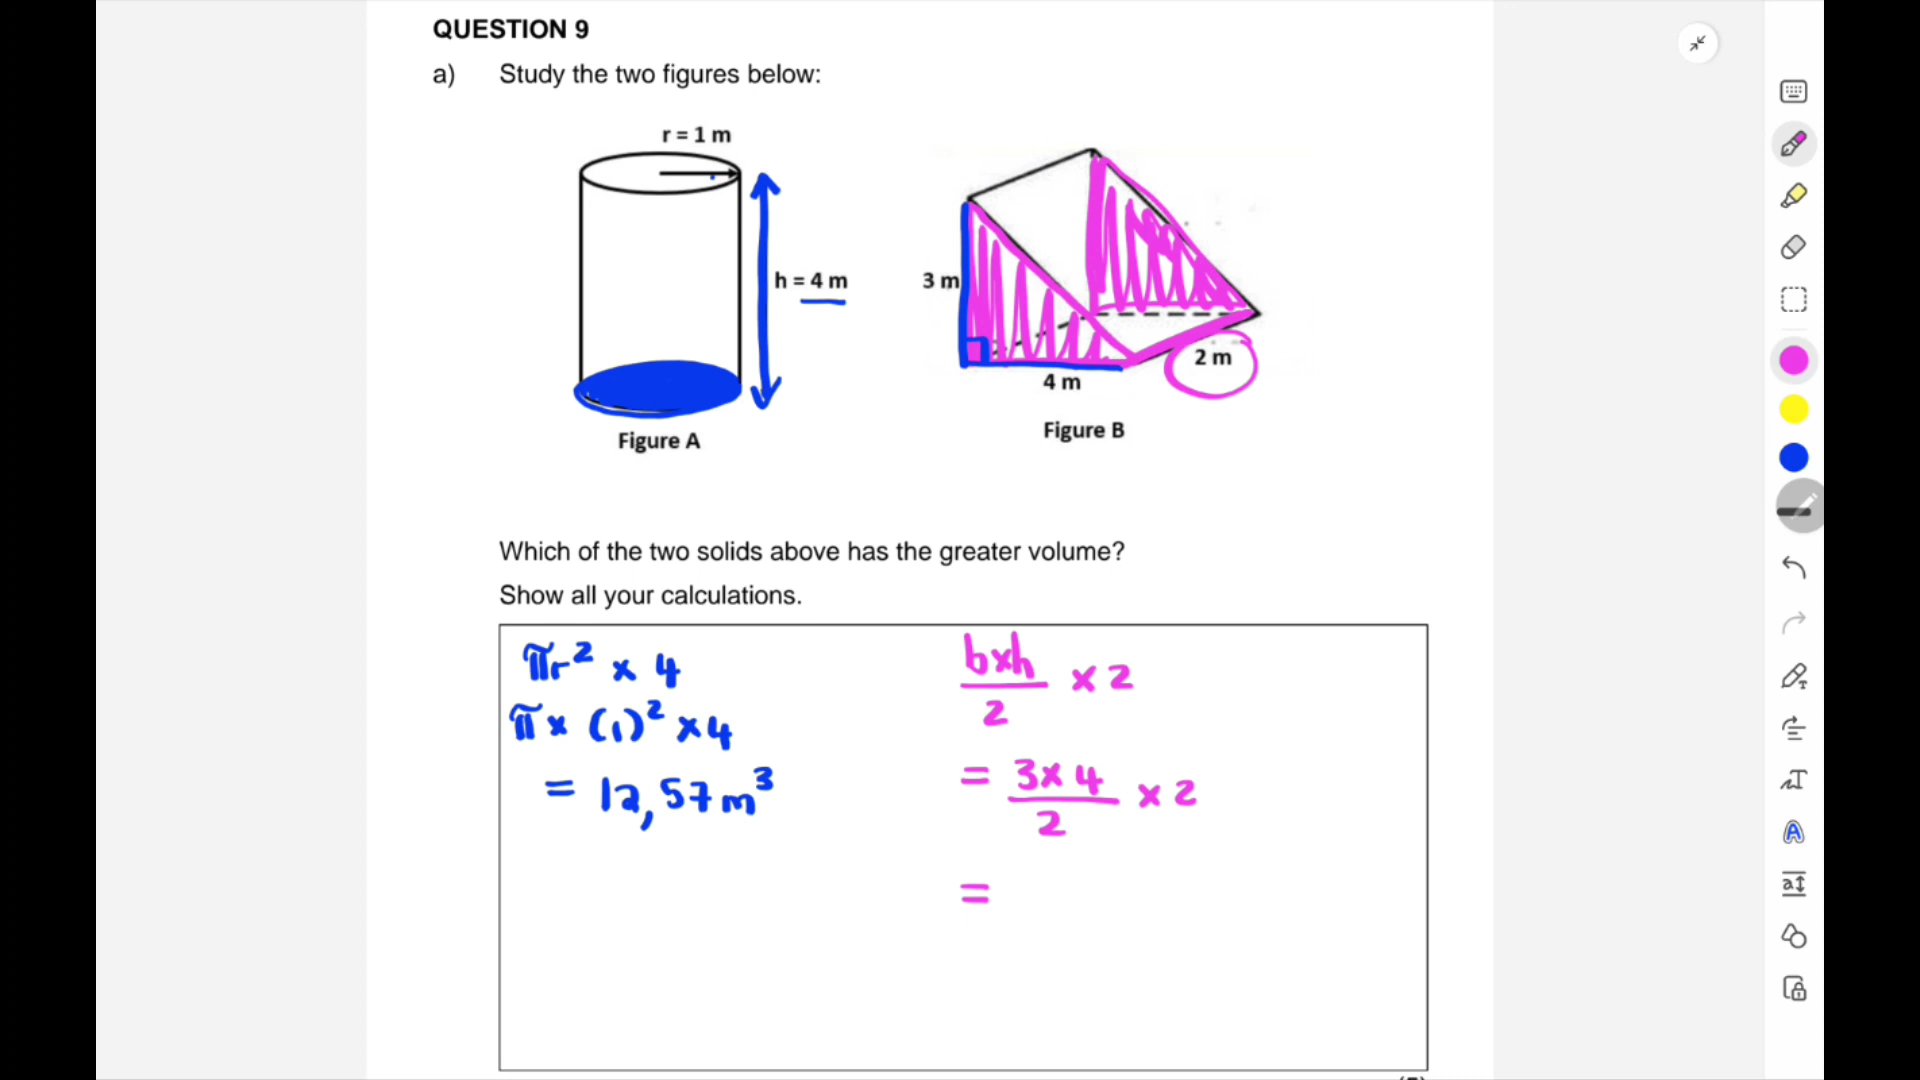 QUESTION 9
a) Study the two figures below:
r = 1 m
h = 4 m
3 m
2 m
4 m
Figure A
Figure B
Which of the two solids above has the greater volume?
Show all your calculations.
πr² × 4
π × (1)² × 4
= 12,57 m³
b×h
2
× 2
= 3×4
2
× 2
=